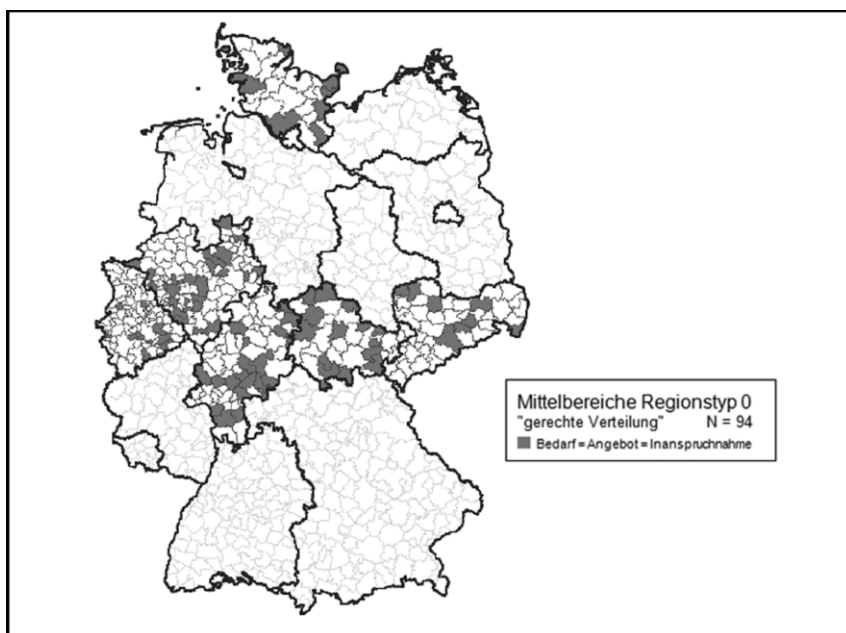 Mittelbereiche Regionstyp 0
"gerechte Verteilung" N = 94
Bedarf=Angebot=Inanspruchnahme